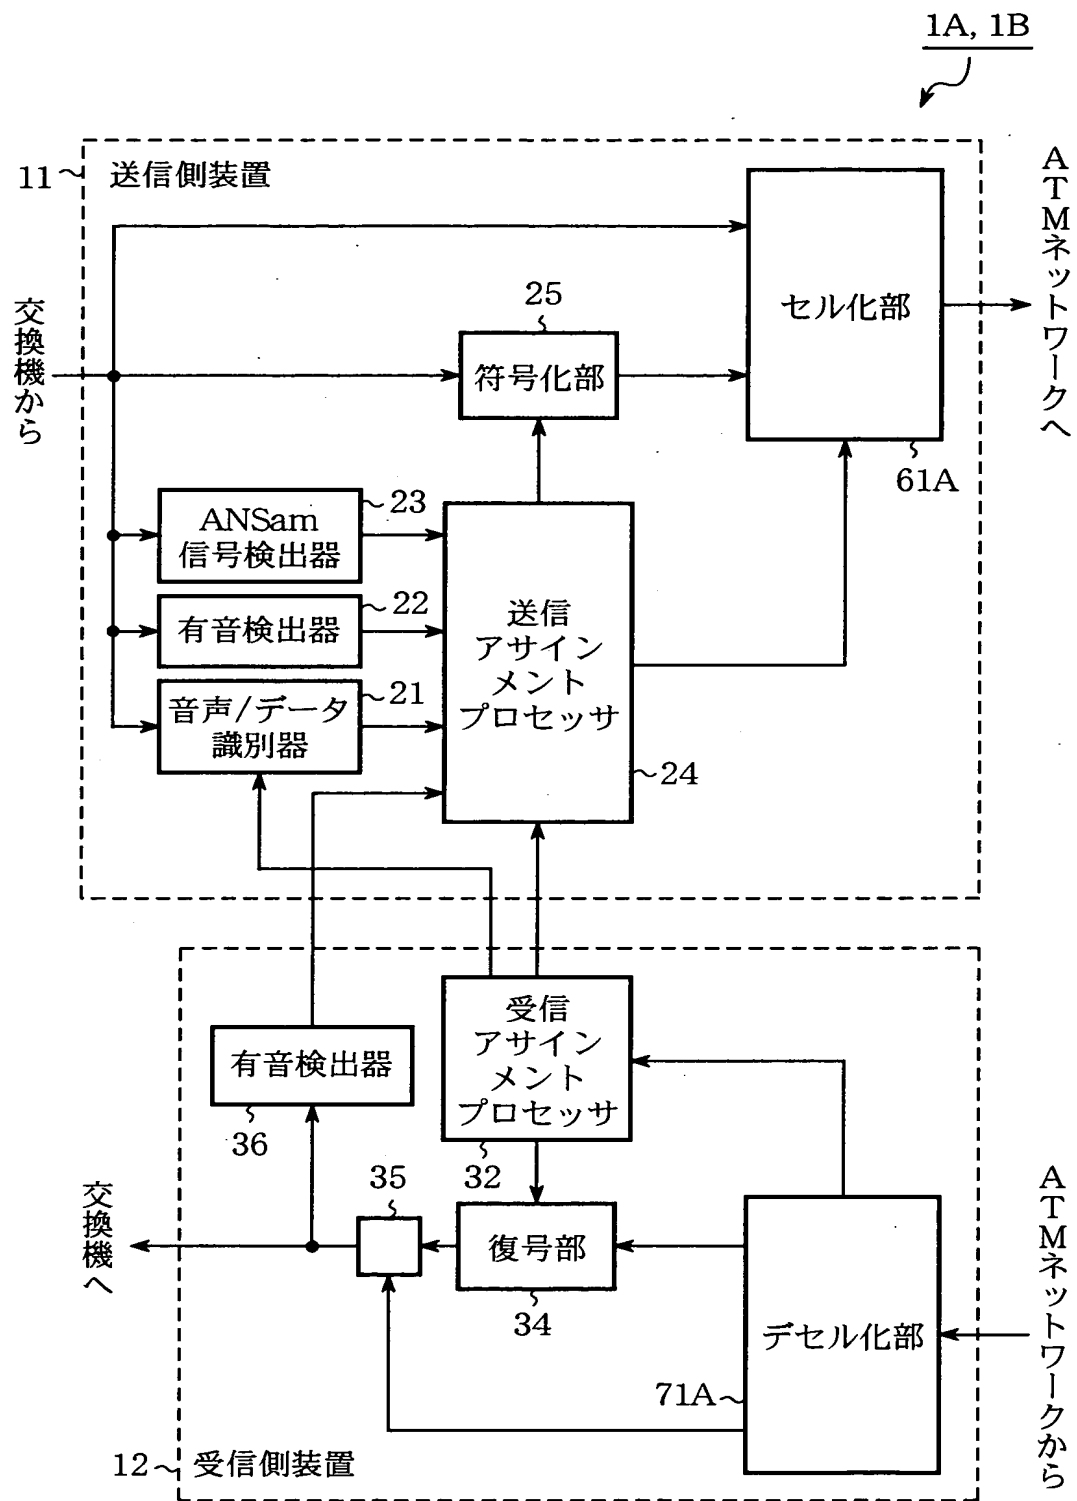 1A, 1B
11
送信側装置
ATMネットワークへ
セル化部
61A
交換機から
25
符号化部
ANSam
信号検出器
23
有音検出器
22
音声/データ
識別器
21
送信
アサイン
メント
プロセッサ
24
受信
アサイン
メント
プロセッサ
32
有音検出器
36
35
交換機へ
復号部
34
デセル化部
71A
ATMネットワークから
12
受信側装置